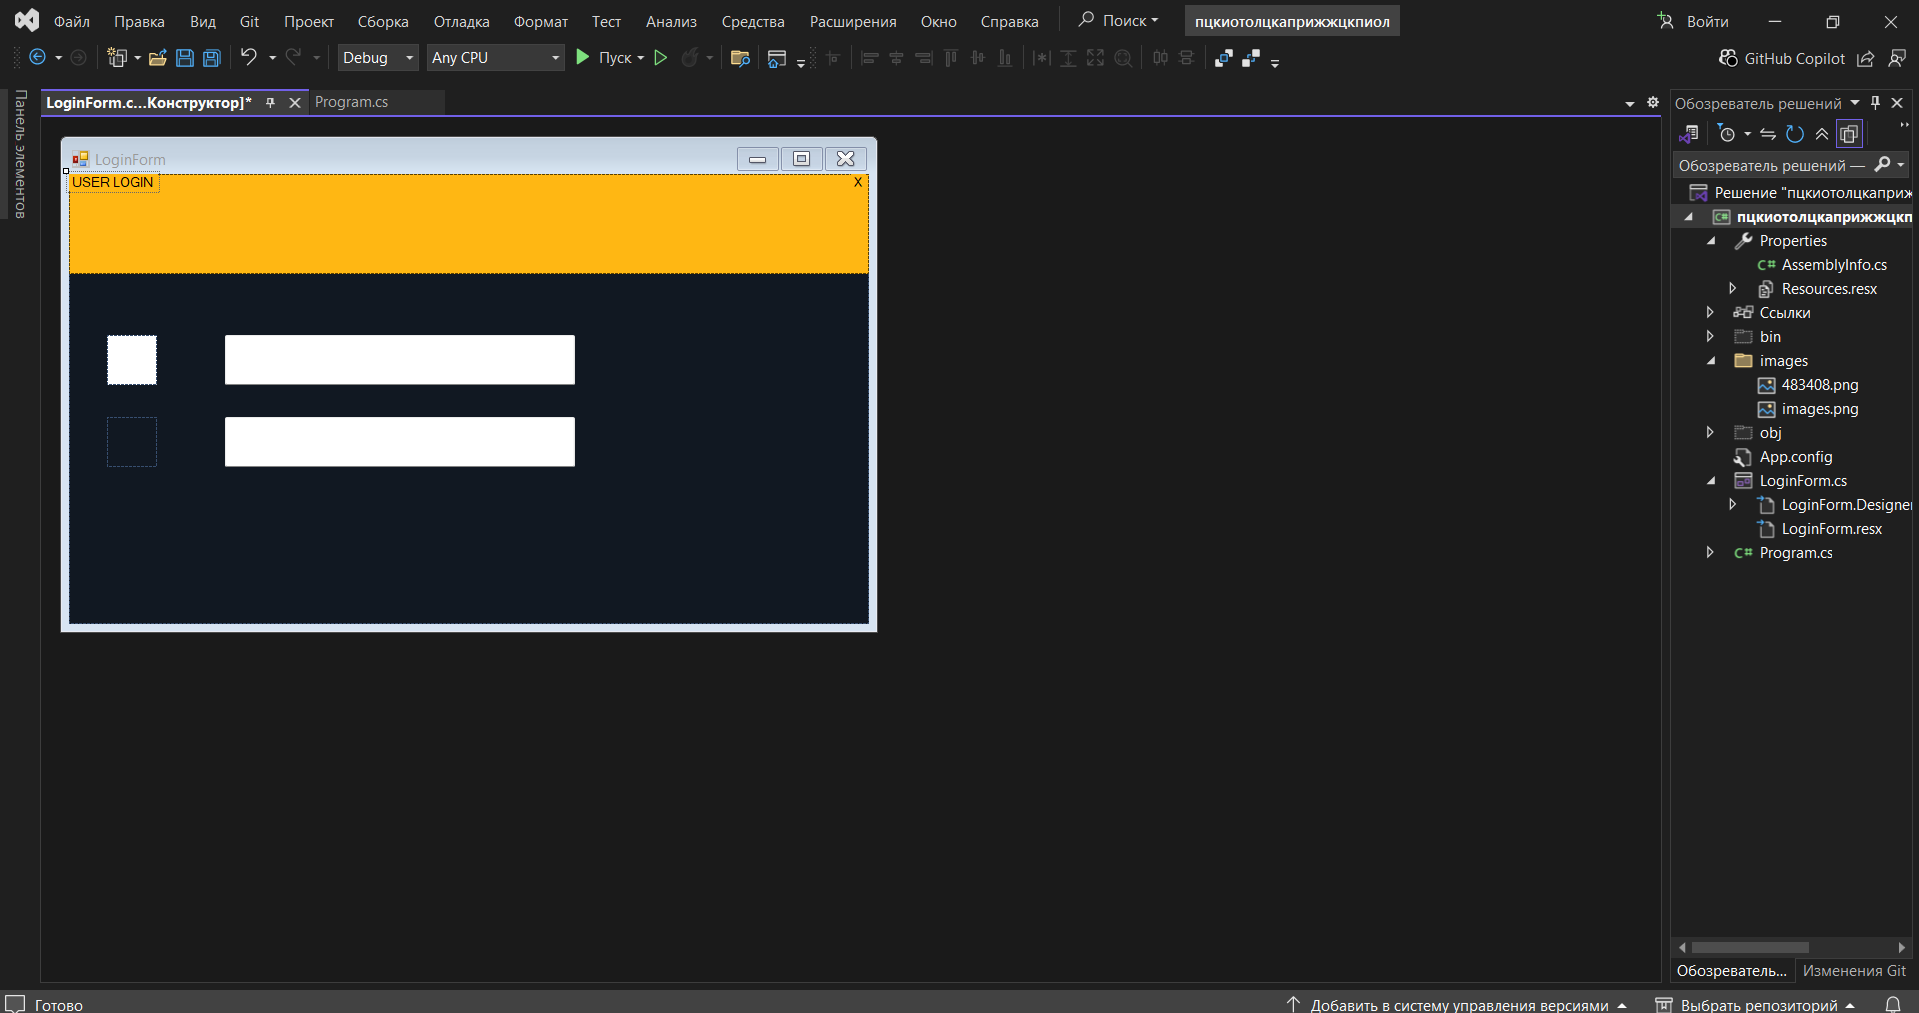 Файл Правка Вид Git Проект Сборка Отладка Формат Тест Анализ Средства Расширения Окно Справка Поиск пцкиотолцкаприжжцкпиол Войти
Debug Any CPU Пуск GitHub Copilot
Панель элементов
LoginForm.c...Конструктор]* Program.cs
LoginForm
USER LOGIN X
Обозреватель решений
Обозреватель решений —
Решение "пцкиотолцкаприж
пцкиотолцкаприжжцкп
Properties
C# AssemblyInfo.cs
Resources.resx
Ссылки
bin
images
483408.png
images.png
obj
App.config
LoginForm.cs
LoginForm.Designer
LoginForm.resx
C# Program.cs
Обозреватель... Изменения Git
Готово Добавить в систему управления версиями Выбрать репозиторий